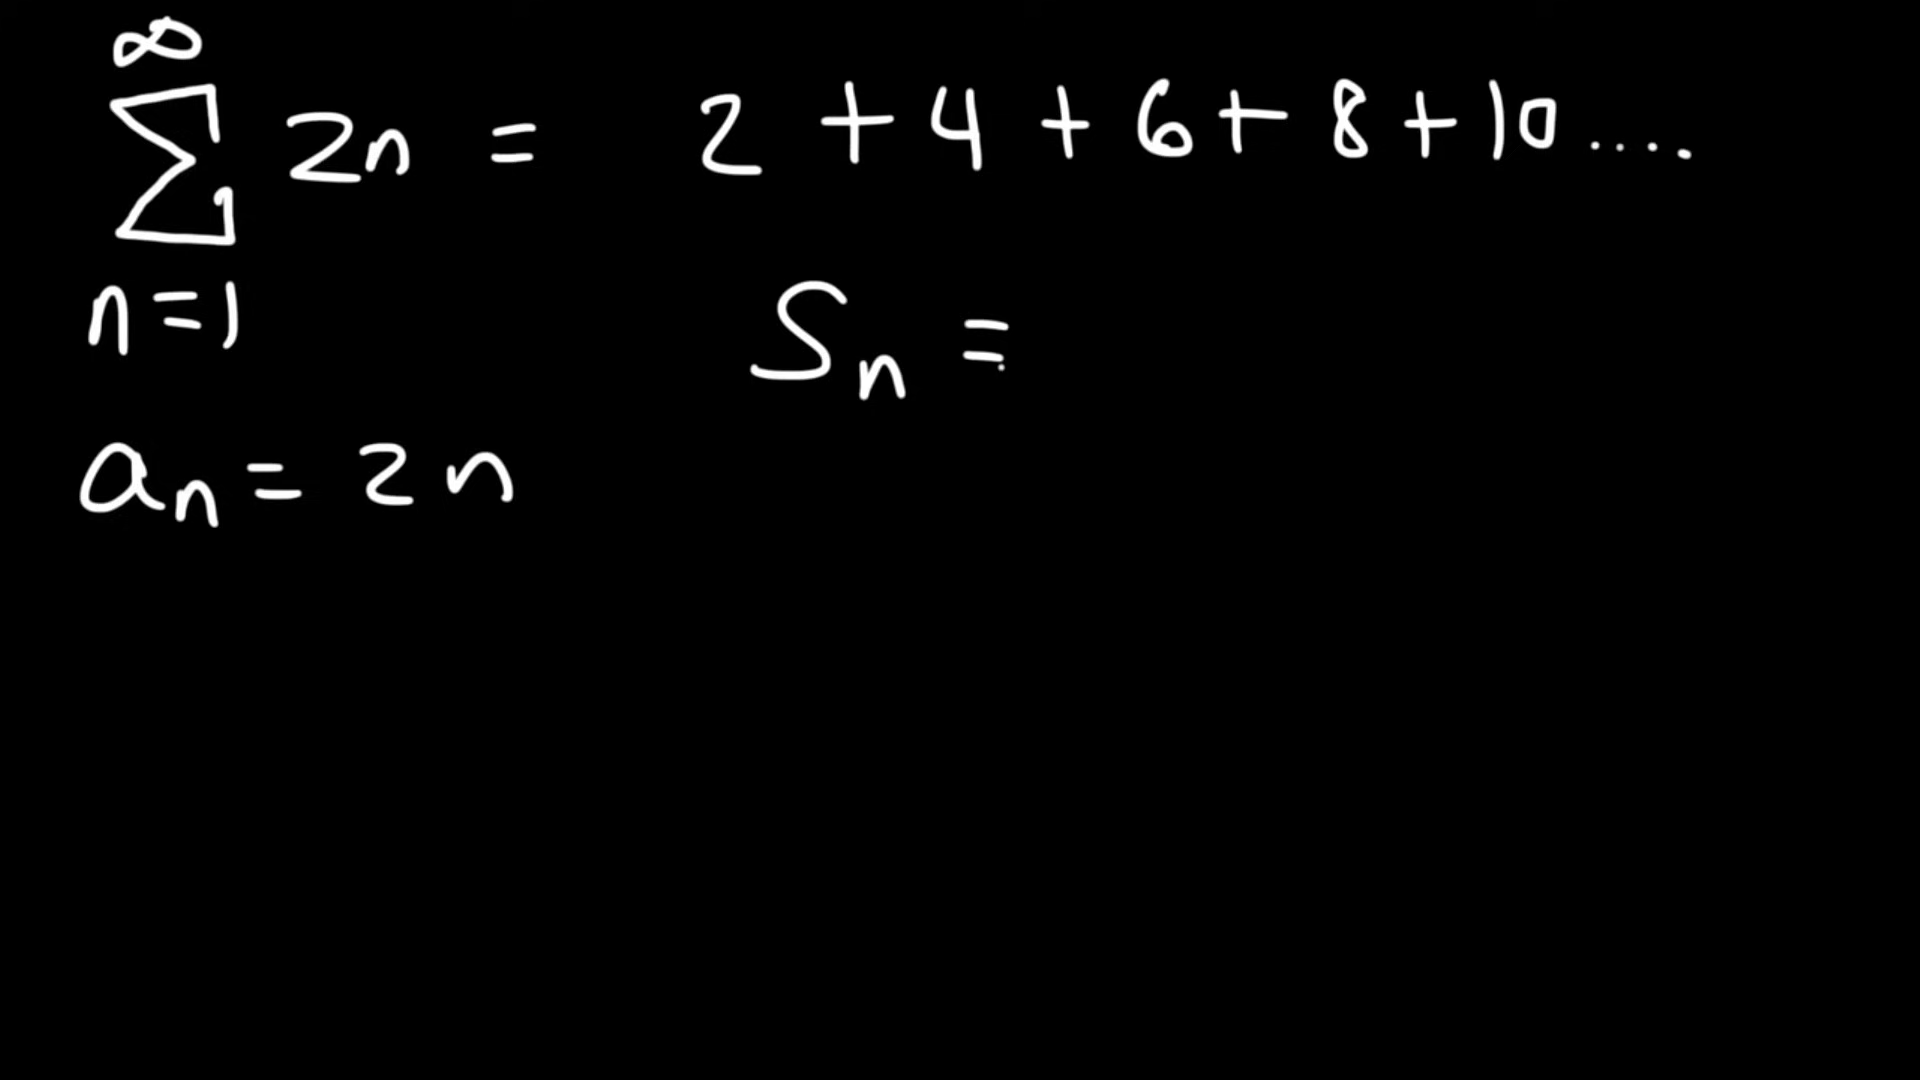 ∞
∑ 2n = 2 + 4 + 6 + 8 + 10 ....
n=1
Sn =
an = 2n